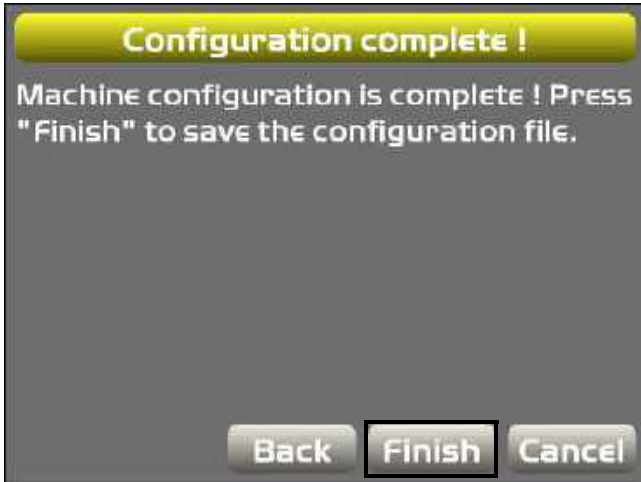 Configuration complete !
Machine configuration is complete ! Press
"Finish" to save the configuration file.
Back Finish Cancel